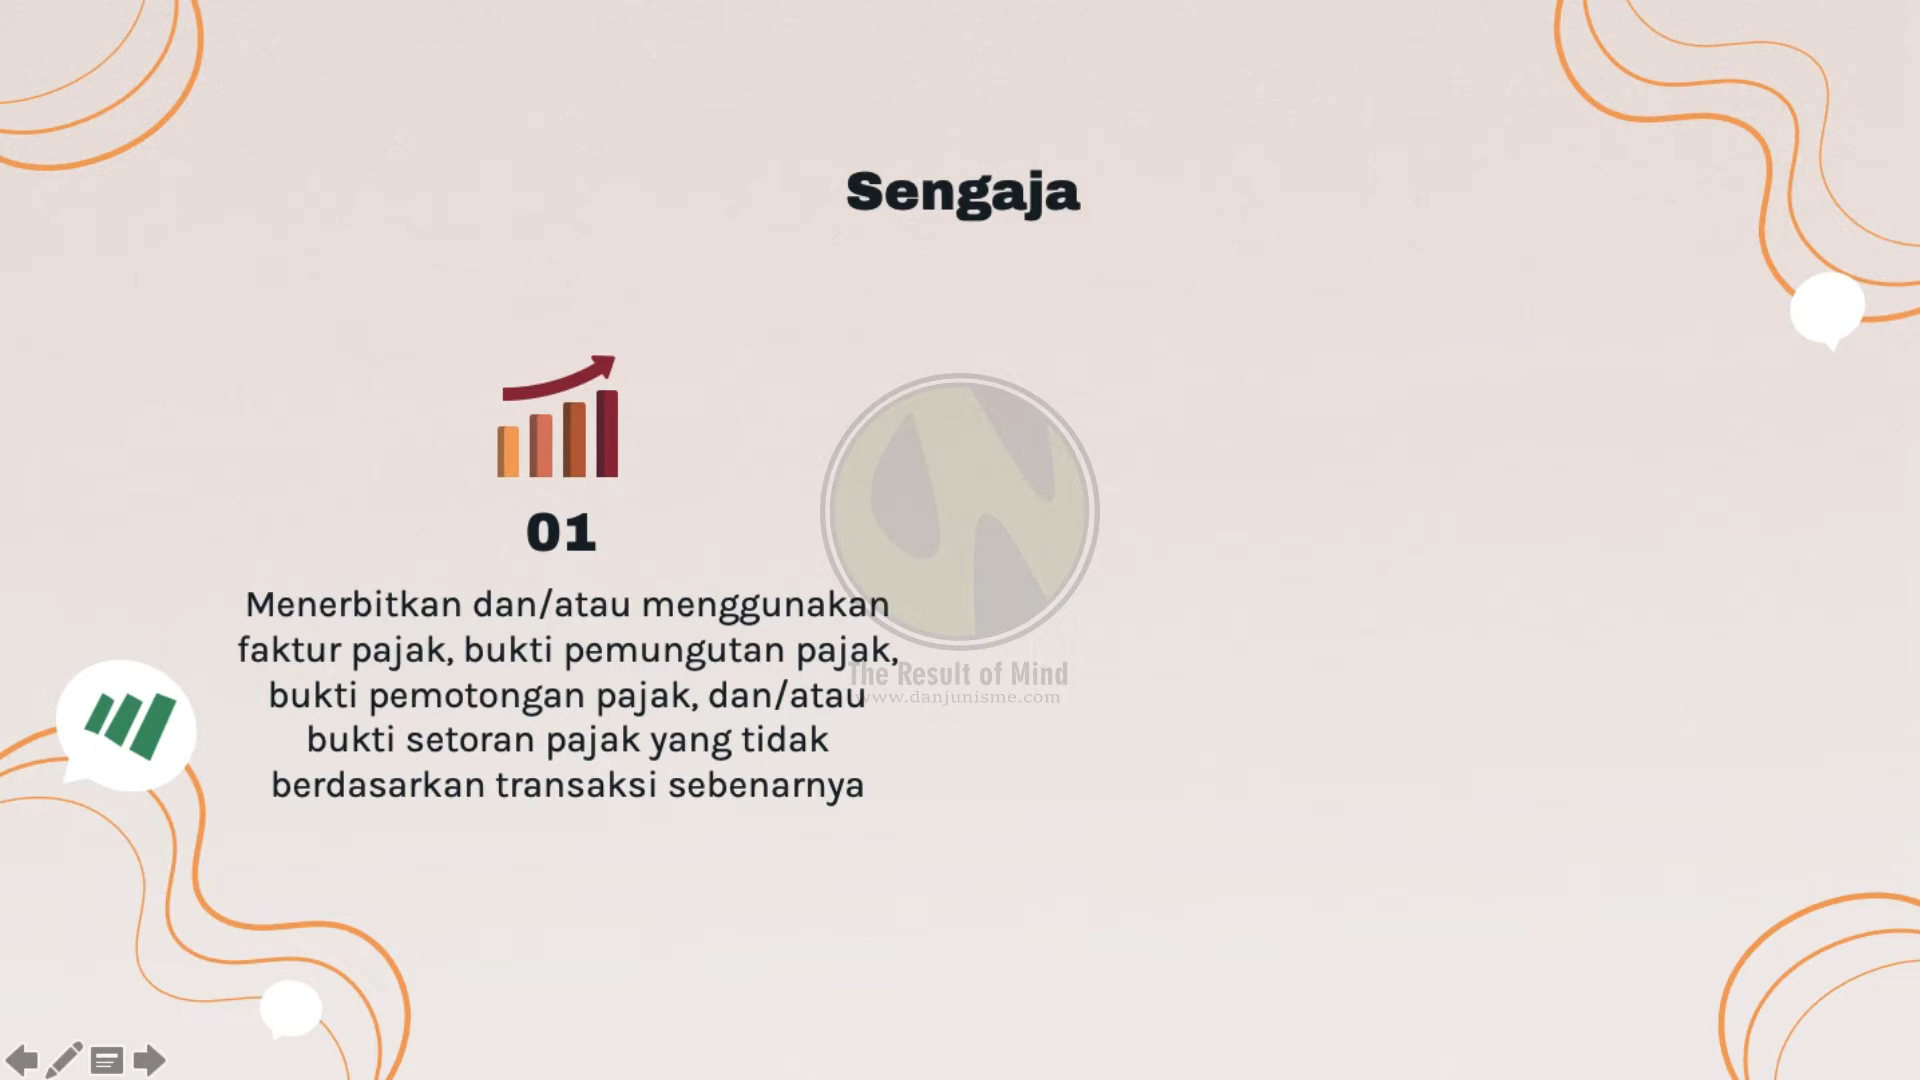 Sengaja
01
Menerbitkan dan/atau menggunakan
faktur pajak, bukti pemungutan pajak,
bukti pemotongan pajak, dan/atau
bukti setoran pajak yang tidak
berdasarkan transaksi sebenarnya
The Result of Mind
www.danjunisme.com